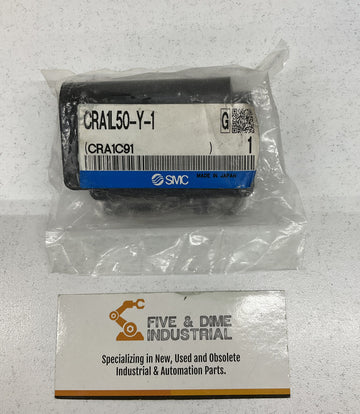 CRA1L50-Y-1
G
(CRA1C91 ) 1
SMC MADE IN JAPAN
FIVE & DIME
INDUSTRIAL
Specializing in New, Used and Obsolete
Industrial & Automation Parts.